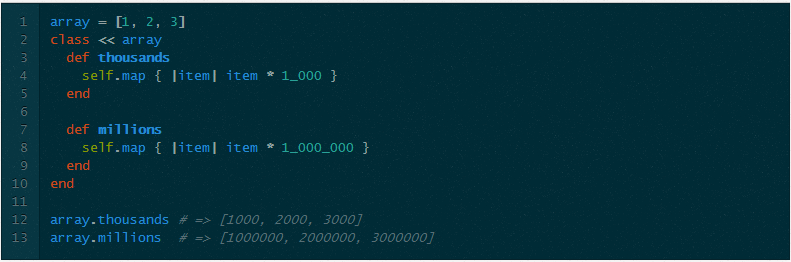 1 array = [1, 2, 3]
2 class << array
3   def thousands
4     self.map { |item| item * 1_000 }
5   end
6
7   def millions
8     self.map { |item| item * 1_000_000 }
9   end
10 end
11
12 array.thousands # => [1000, 2000, 3000]
13 array.millions  # => [1000000, 2000000, 3000000]